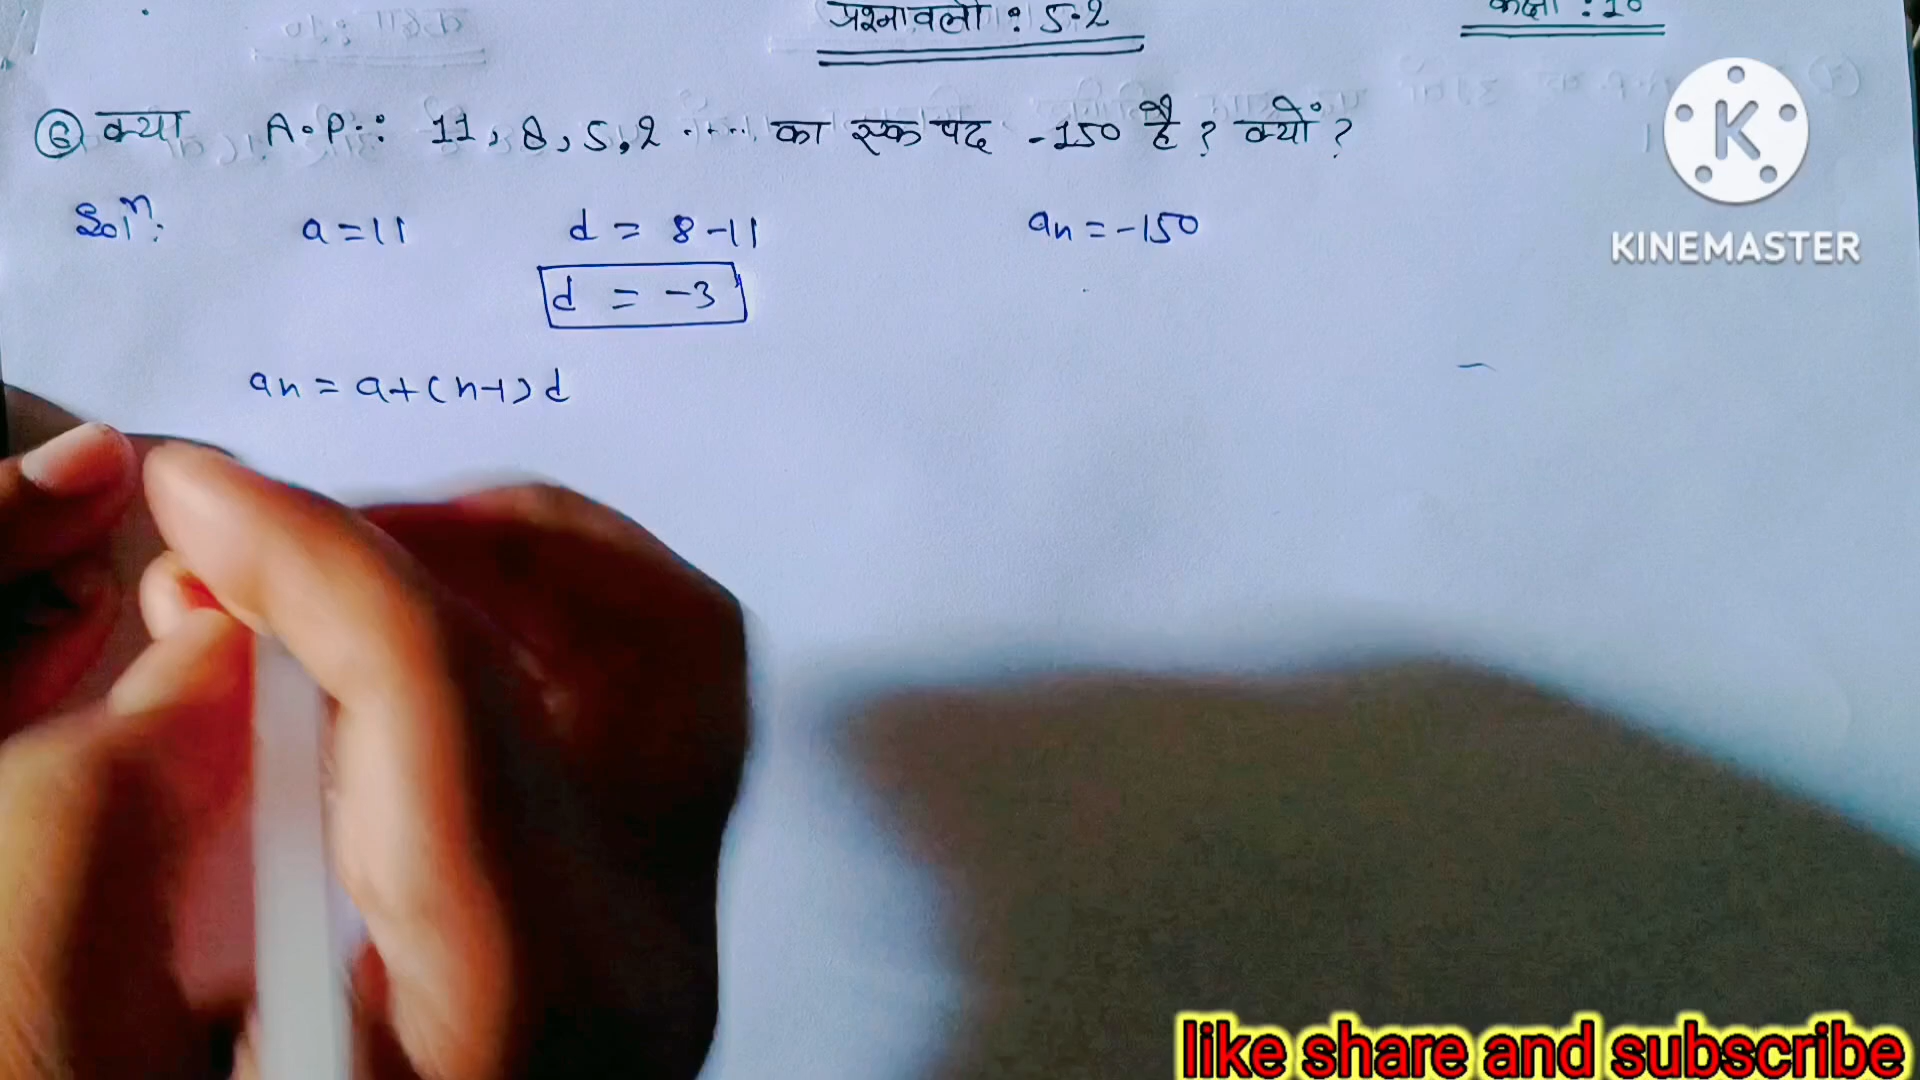 प्रश्नावली : 5.2
कक्षा : 10
⑥ क्या A.P.: 11, 8, 5, 2 .... का एक पद -150 है ? क्यों ?
Solⁿ: a = 11 d = 8 - 11 an = -150
d = -3
an = a + (n-1) d
K
KINEMASTER
like share and subscribe